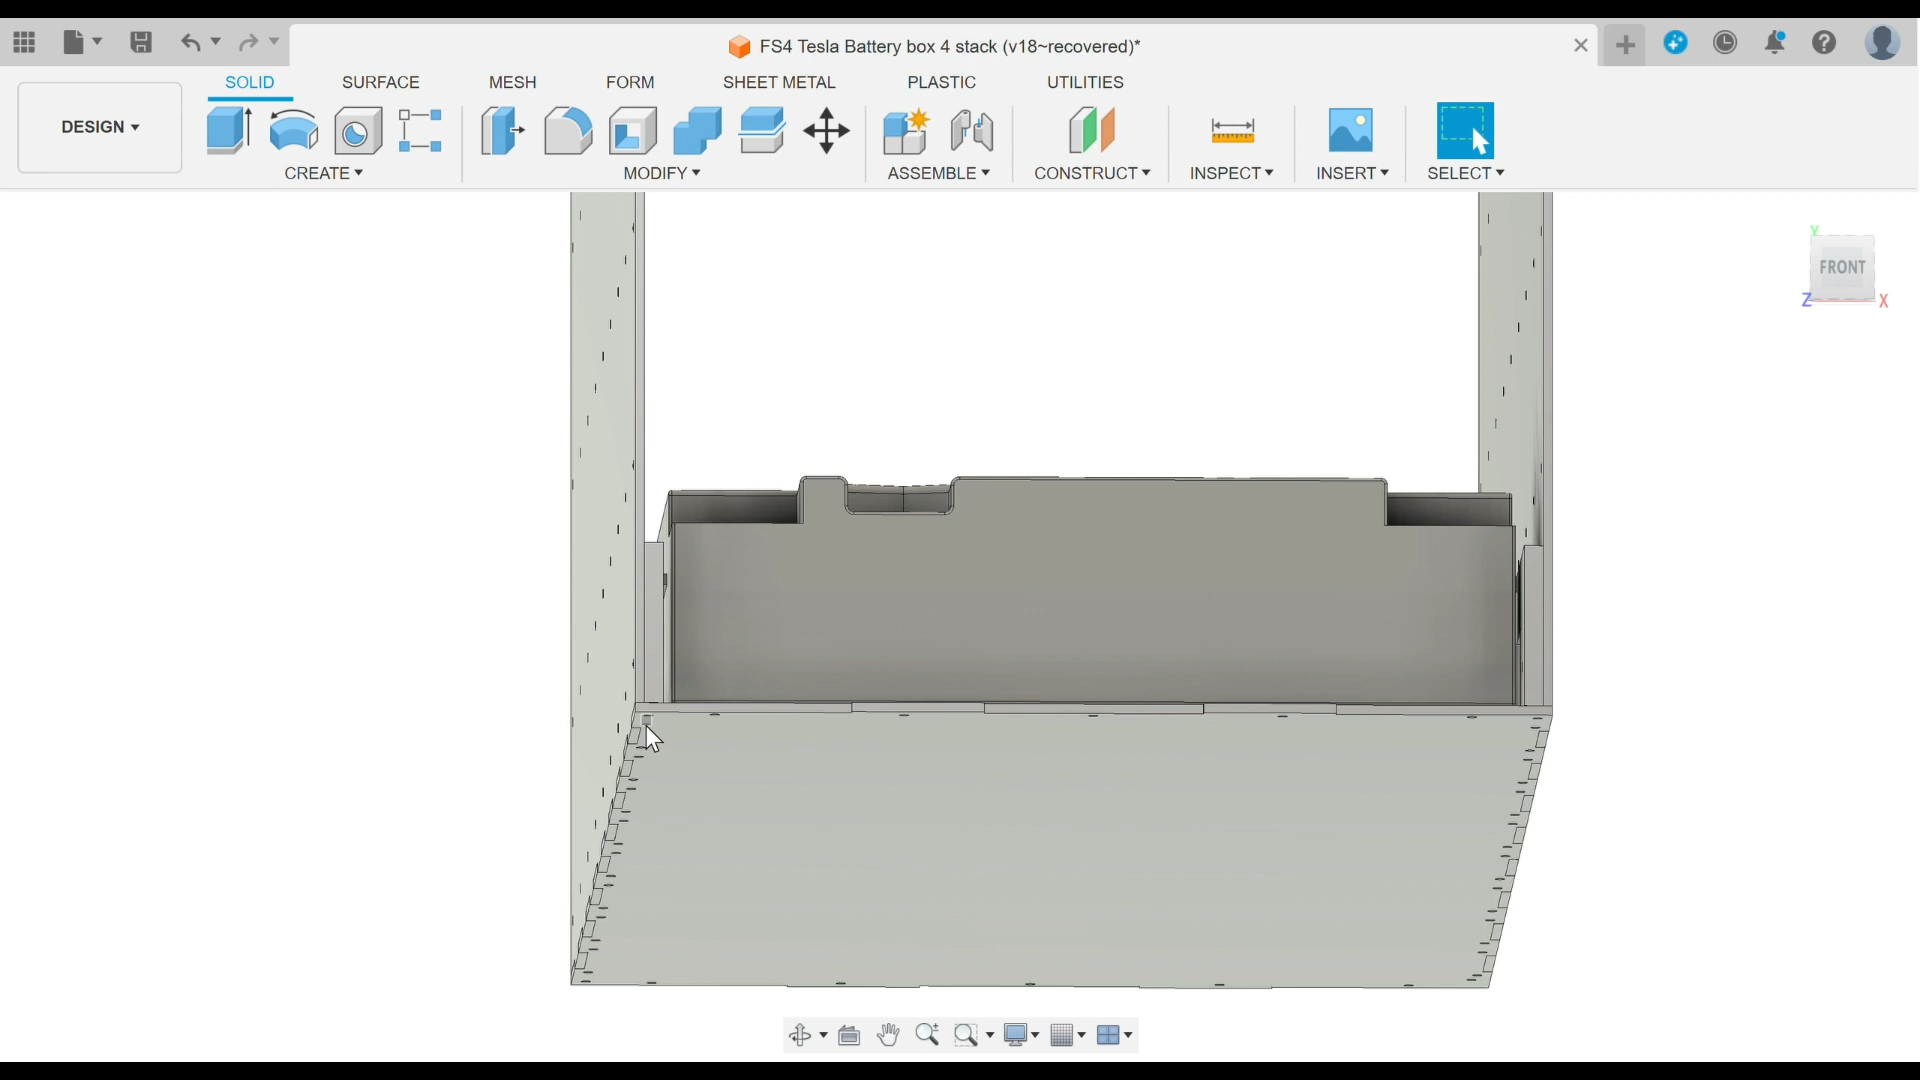 FS4 Tesla Battery box 4 stack (v18~recovered)*
SOLID SURFACE MESH FORM SHEET METAL PLASTIC UTILITIES
DESIGN
CREATE MODIFY ASSEMBLE CONSTRUCT INSPECT INSERT SELECT
Y
FRONT
Z X